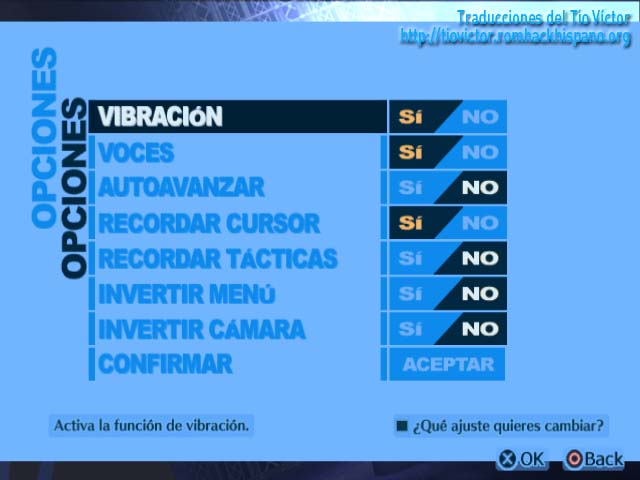 Traducciones del Tío Víctor
http://tiovictor.romhackhispano.org
OPCIONES
OPCIONES
VIBRACIÓN SÍ NO
VOCES SÍ NO
AUTOAVANZAR SÍ NO
RECORDAR CURSOR SÍ NO
RECORDAR TÁCTICAS SÍ NO
INVERTIR MENÚ SÍ NO
INVERTIR CÁMARA SÍ NO
CONFIRMAR ACEPTAR
Activa la función de vibración. ¿Qué ajuste quieres cambiar?
OK Back